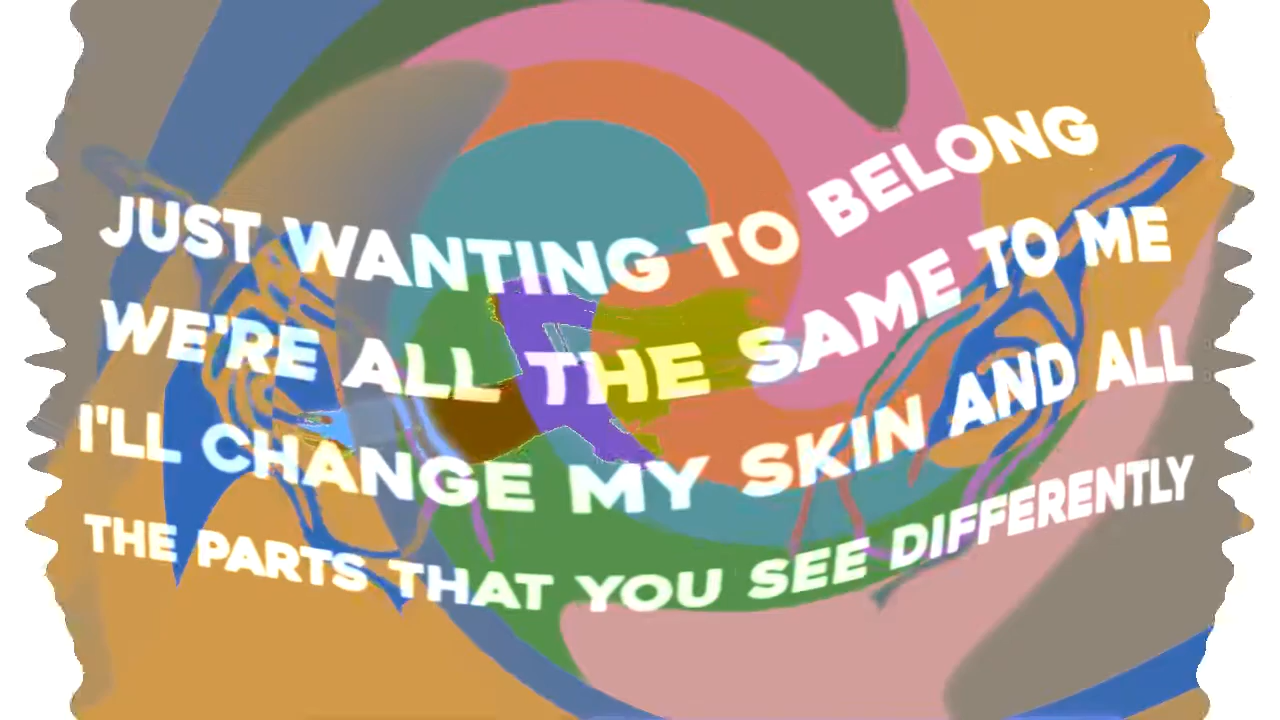 JUST WANTING TO BELONG
WE'RE ALL THE SAME TO ME
I'LL CHANGE MY SKIN AND ALL
THE PARTS THAT YOU SEE DIFFERENTLY